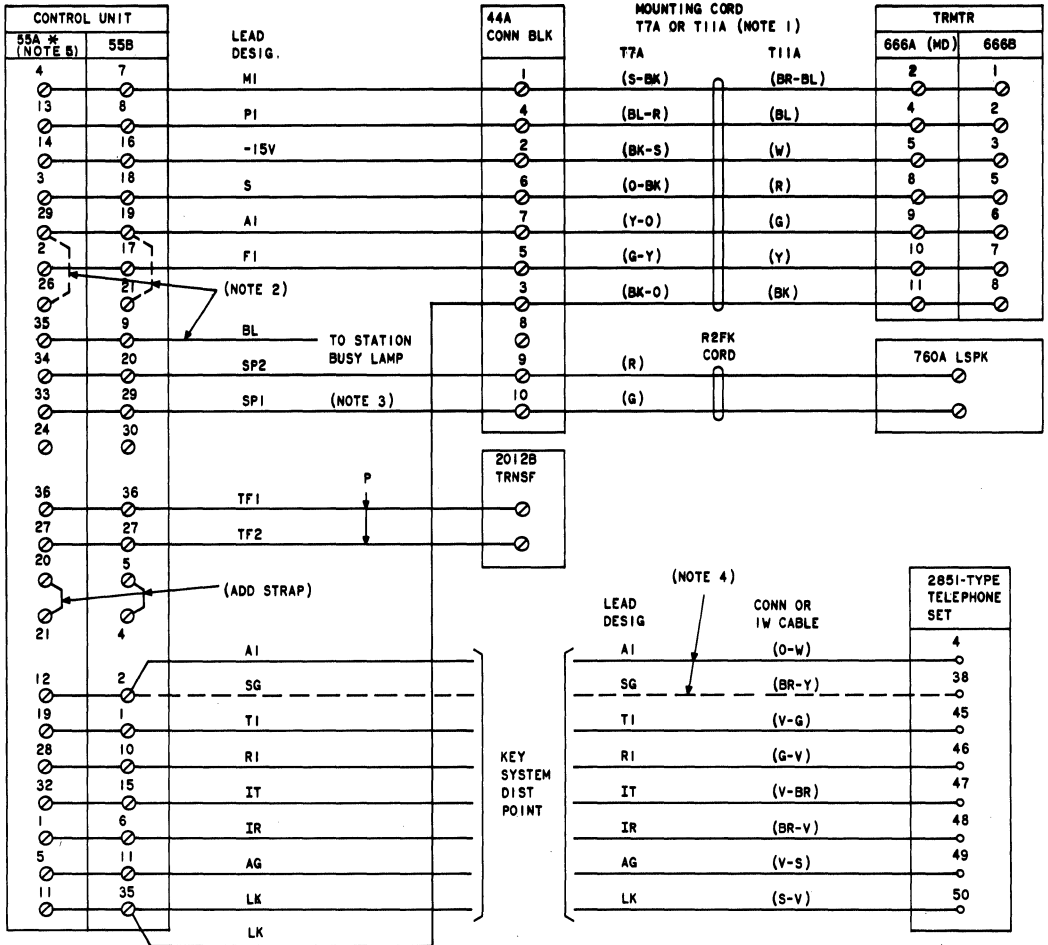 CONTROL UNIT
55A *
(NOTE 5)
55B
LEAD
DESIG.
44A
CONN BLK
MOUNTING CORD
T7A OR T11A (NOTE 1)
T7A
T11A
TRMTR
666A (MD)
666B
4 7 M1 1 (S-BK) (BR-BL) 2 1
13 8 P1 4 (BL-R) (BL) 4 2
14 16 -15V 2 (BK-S) (W) 5 3
3 18 S 6 (O-BK) (R) 8 5
29 19 A1 7 (Y-O) (G) 9 6
2 17 F1 5 (G-Y) (Y) 10 7
26 21 (NOTE 2) 3 (BK-O) (BK) 11 8
35 9 BL TO STATION
BUSY LAMP
8
R2FK
CORD
760A LSPK
34 20 SP2 9 (R)
33 29 SP1 (NOTE 3) 10 (G)
24 30
2012B
TRNSF
P
36 36 TF1
27 27 TF2
20 5
(ADD STRAP)
21 4
(NOTE 4)
LEAD
DESIG
CONN OR
IW CABLE
2851-TYPE
TELEPHONE
SET
A1 A1 (O-W) 4
12 2 SG SG (BR-Y) 38
19 1 T1 T1 (V-G) 45
28 10 R1 R1 (G-V) 46
KEY
SYSTEM
DIST
POINT
32 15 IT IT (V-BR) 47
1 6 IR IR (BR-V) 48
5 11 AG AG (V-S) 49
11 35 LK LK (S-V) 50
LK